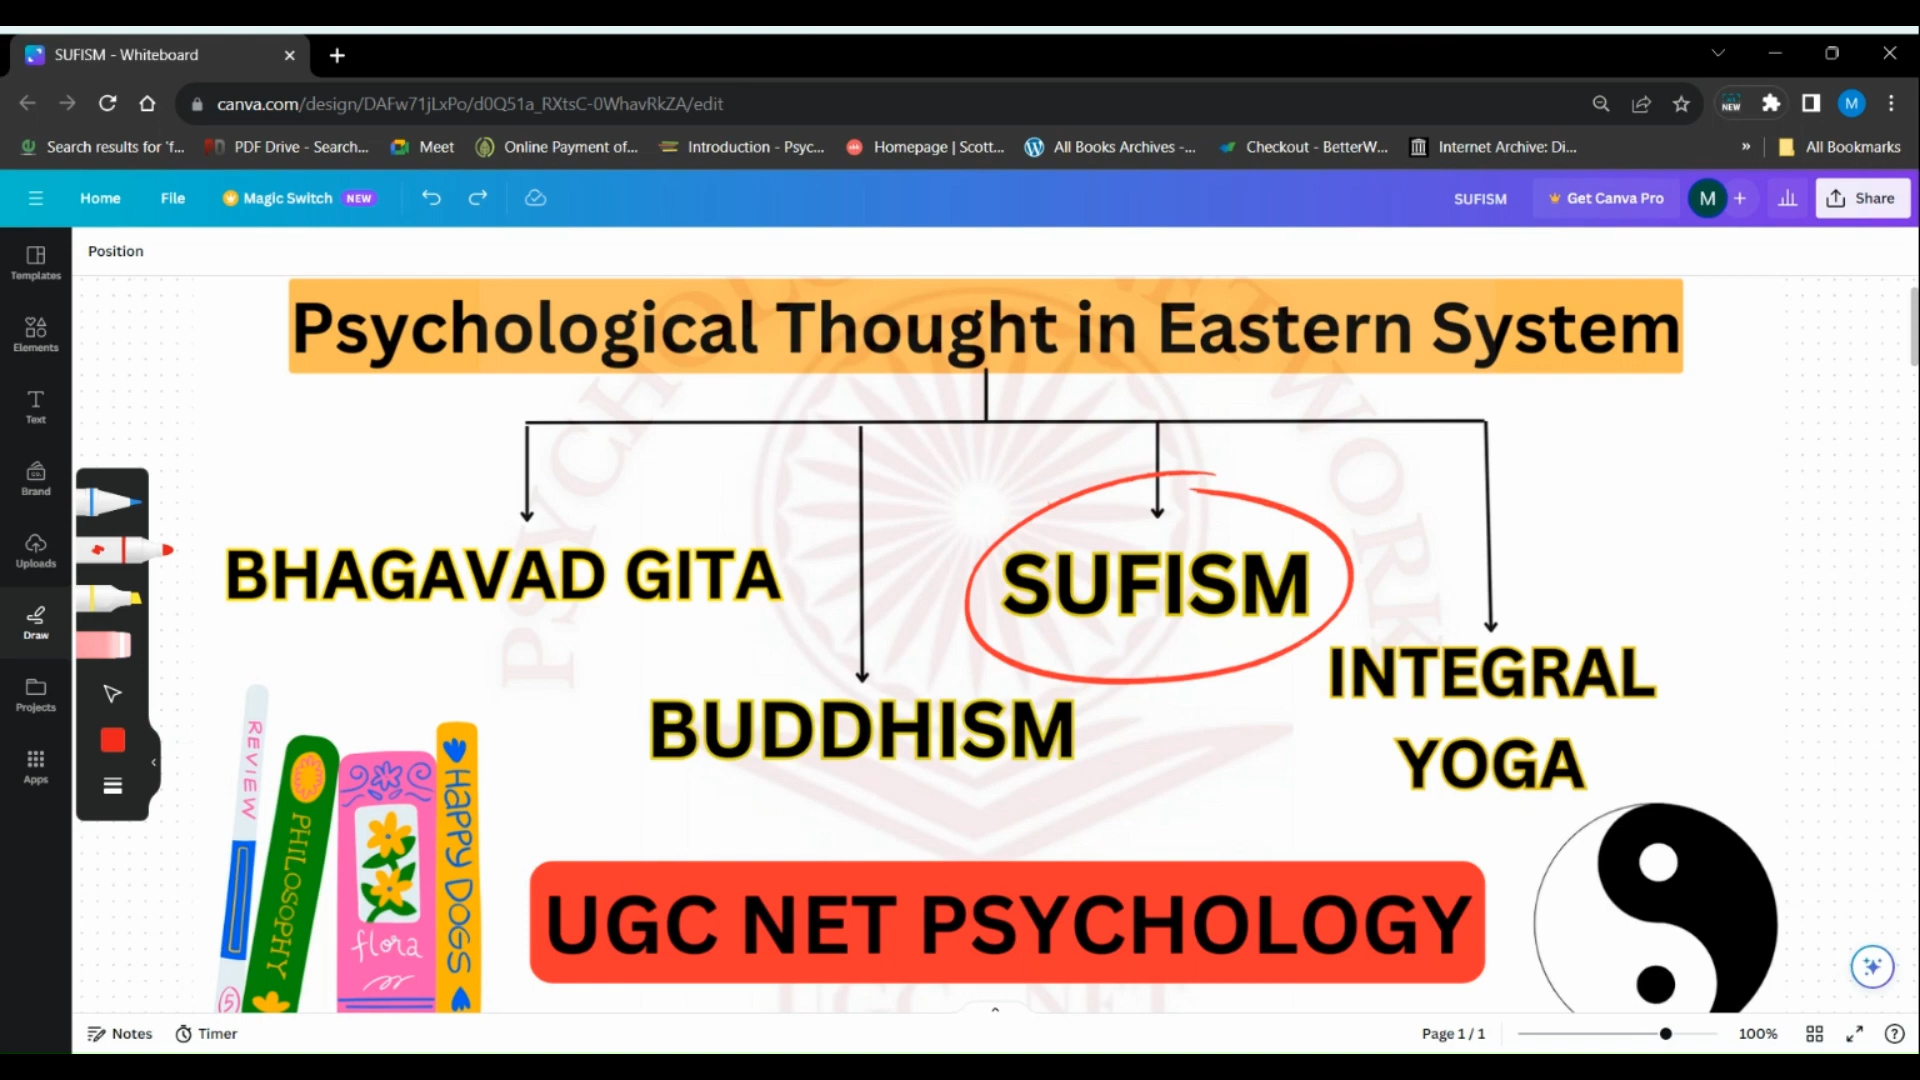 SUFISM - Whiteboard
canva.com/design/DAFw71jLxPo/d0Q51a_RXtsC-0WhavRkZA/edit
NEW
M
Search results for 'f...
PDF Drive - Search...
Meet
Online Payment of...
Introduction - Psyc...
Homepage | Scott...
All Books Archives -...
Checkout - BetterW...
Internet Archive: Di...
»
All Bookmarks
Home
File
Magic Switch NEW
SUFISM
Get Canva Pro
M
Share
Position
Templates
Elements
Text
Brand
Uploads
Draw
Projects
Apps
Psychological Thought in Eastern System
BHAGAVAD GITA
SUFISM
BUDDHISM
INTEGRAL
YOGA
UGC NET PSYCHOLOGY
REVIEW
5
PHILOSOPHY
flora
HAPPY DOGS
UGC NET
Notes
Timer
Page 1 / 1
100%